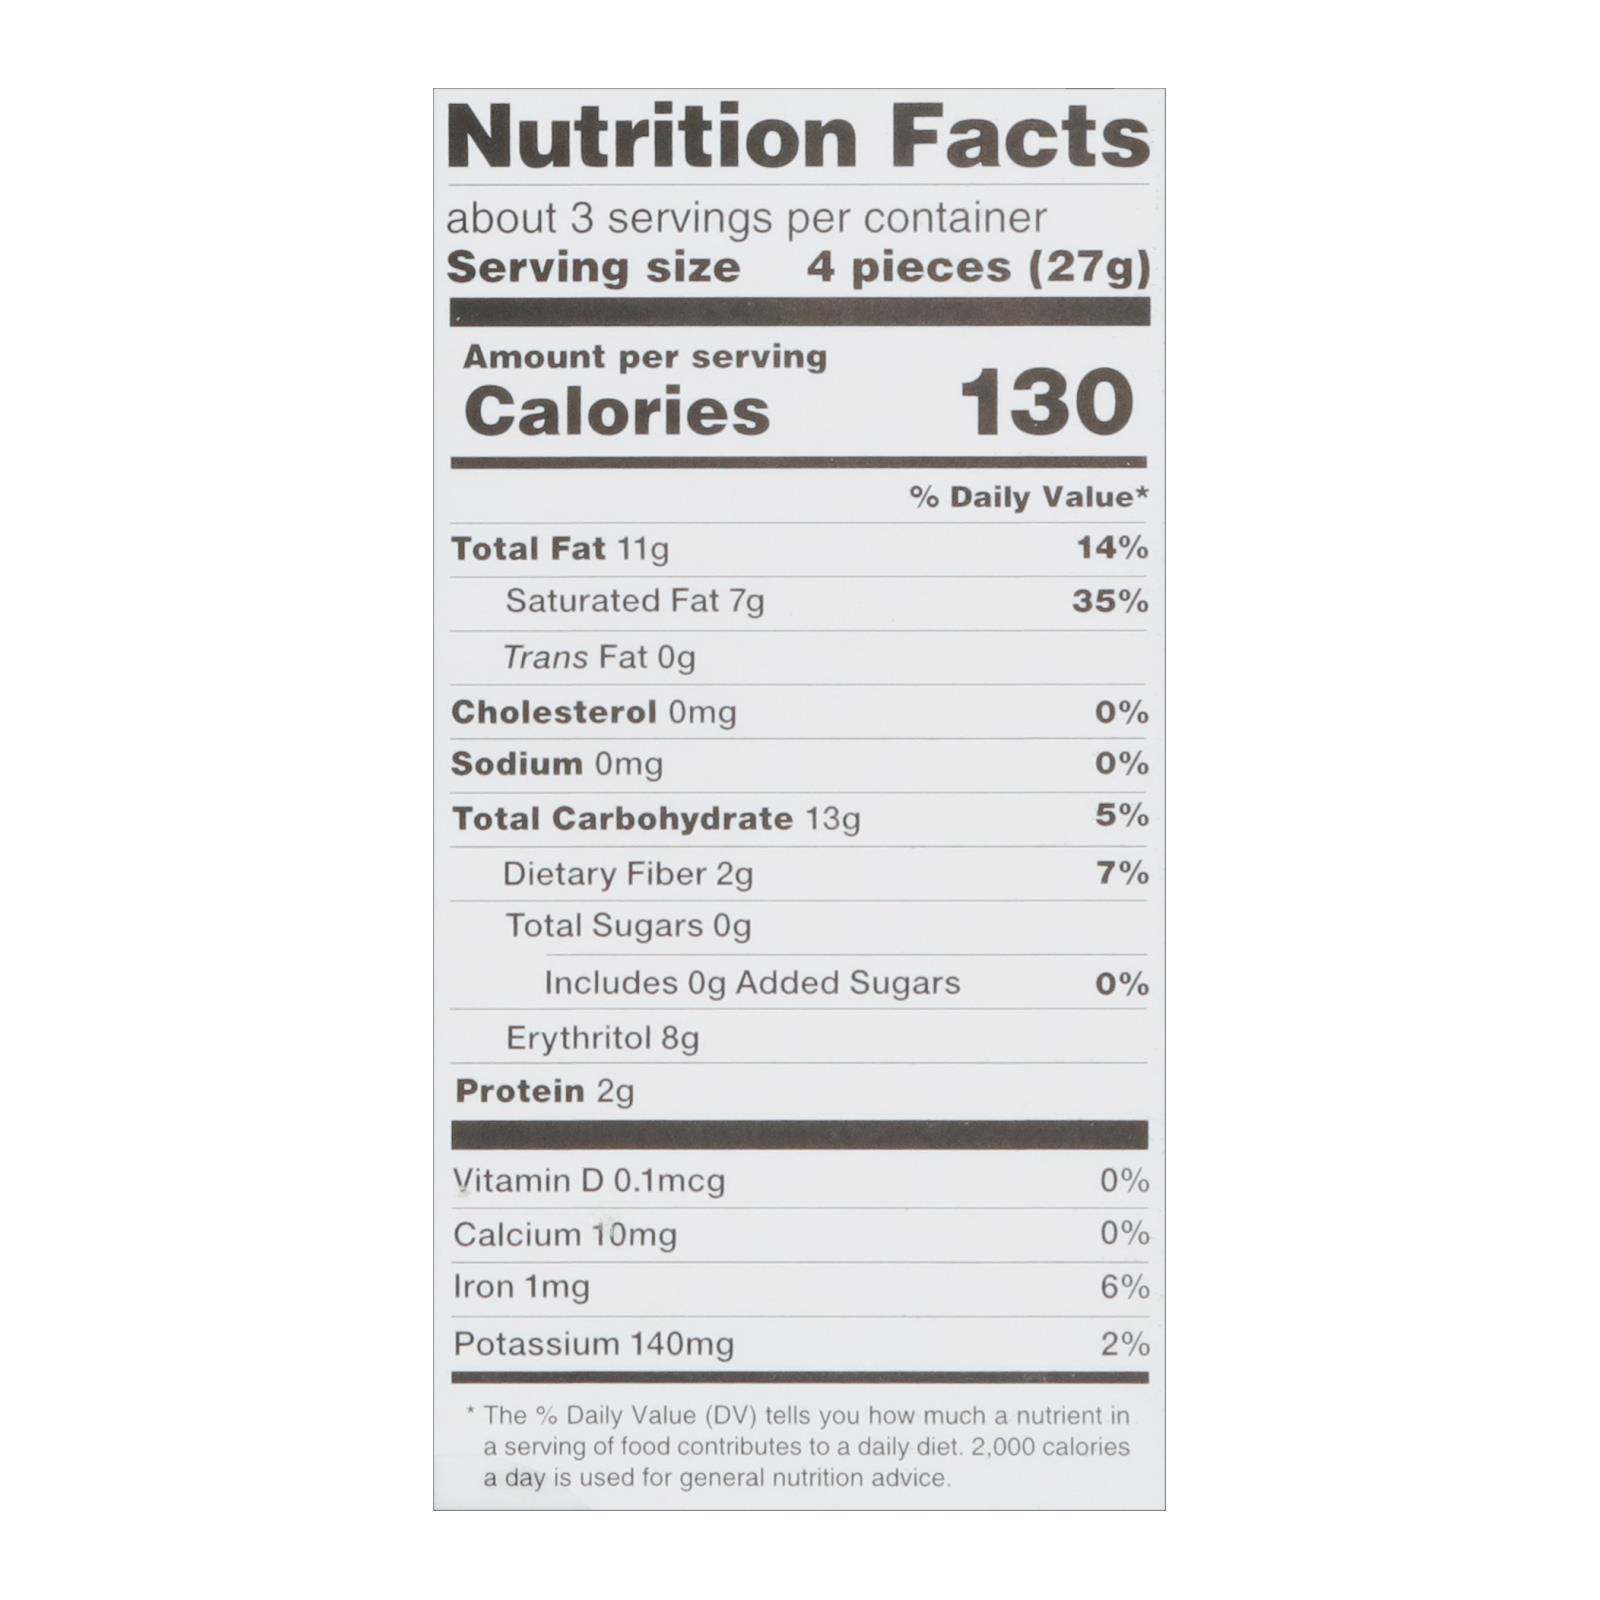 Nutrition Facts
about 3 servings per container
Serving size 4 pieces (27g)
Amount per serving
Calories 130
% Daily Value*
Total Fat 11g 14%
Saturated Fat 7g 35%
Trans Fat 0g
Cholesterol 0mg 0%
Sodium 0mg 0%
Total Carbohydrate 13g 5%
Dietary Fiber 2g 7%
Total Sugars 0g
Includes 0g Added Sugars 0%
Erythritol 8g
Protein 2g
Vitamin D 0.1mcg 0%
Calcium 10mg 0%
Iron 1mg 6%
Potassium 140mg 2%
* The % Daily Value (DV) tells you how much a nutrient in
a serving of food contributes to a daily diet. 2,000 calories
a day is used for general nutrition advice.